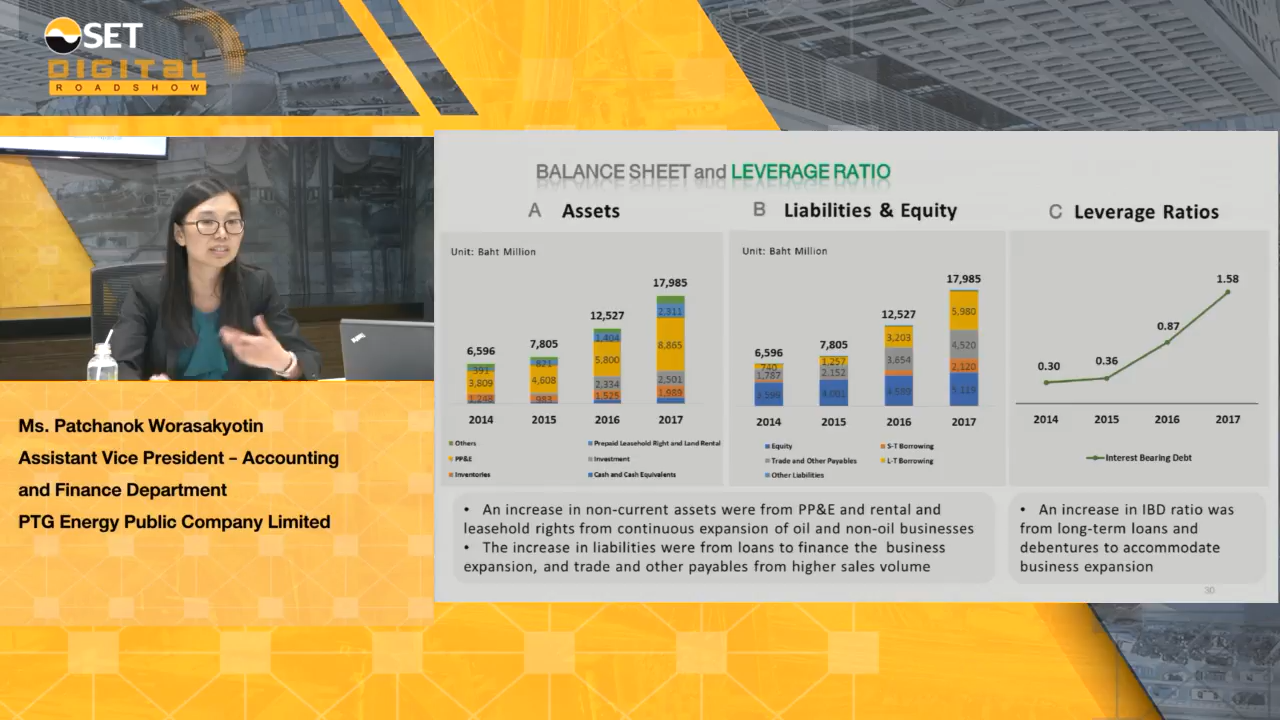 SET
DIGITAL
ROADSHOW
Ms. Patchanok Worasakyotin
Assistant Vice President – Accounting
and Finance Department
PTG Energy Public Company Limited
BALANCE SHEET and LEVERAGE RATIO
A Assets
Unit: Baht Million
6,596
7,805
12,527
17,985
391
3,809
1,248
821
4,608
983
1,404
5,800
2,334
1,525
2,311
8,865
2,501
1,989
2014 2015 2016 2017
Others
Prepaid Leasehold Right and Land Rental
PP&E
Investment
Inventories
Cash and Cash Equivalents
B Liabilities & Equity
Unit: Baht Million
6,596
7,805
12,527
17,985
740
1,787
3,599
1,257
2,152
4,001
3,203
3,654
4,589
5,980
4,520
2,120
5,119
2014 2015 2016 2017
Equity
S-T Borrowing
Trade and Other Payables
L-T Borrowing
Other Liabilities
C Leverage Ratios
0.30
0.36
0.87
1.58
2014 2015 2016 2017
Interest Bearing Debt
• An increase in non-current assets were from PP&E and rental and
leasehold rights from continuous expansion of oil and non-oil businesses
• The increase in liabilities were from loans to finance the business
expansion, and trade and other payables from higher sales volume
• An increase in IBD ratio was
from long-term loans and
debentures to accommodate
business expansion
30